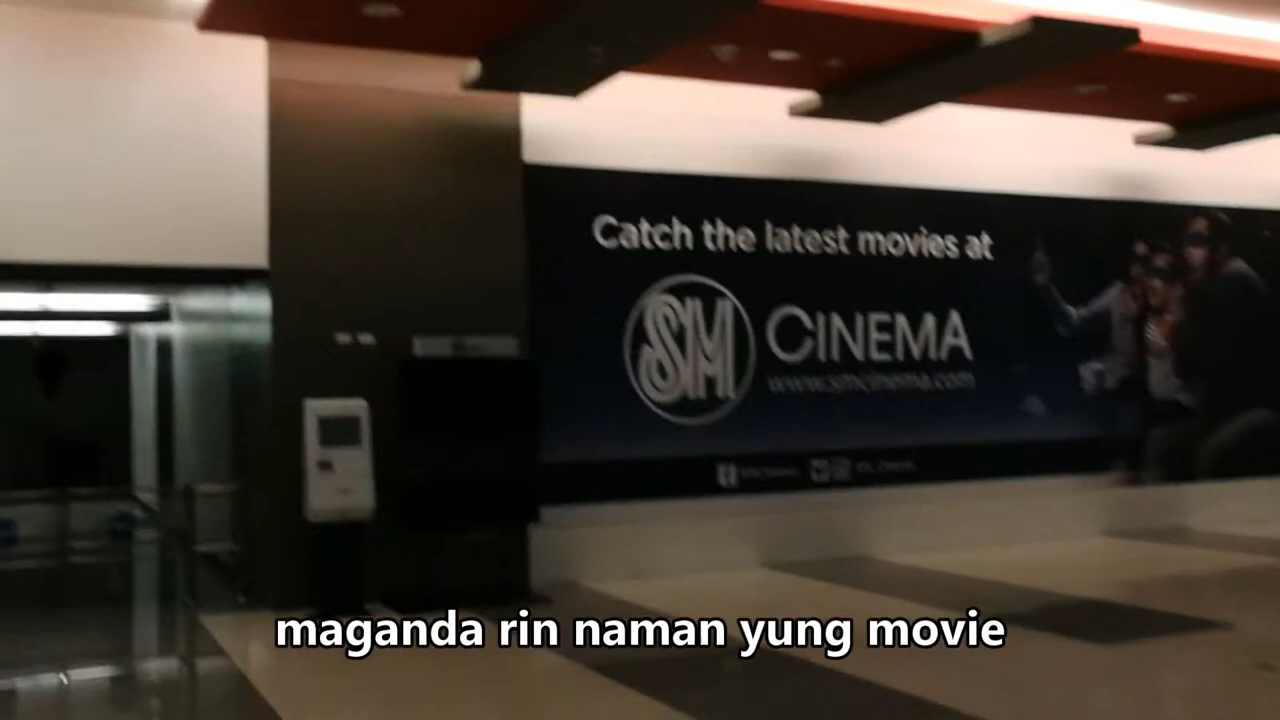 Catch the latest movies at
SM CINEMA
www.smcinema.com
maganda rin naman yung movie